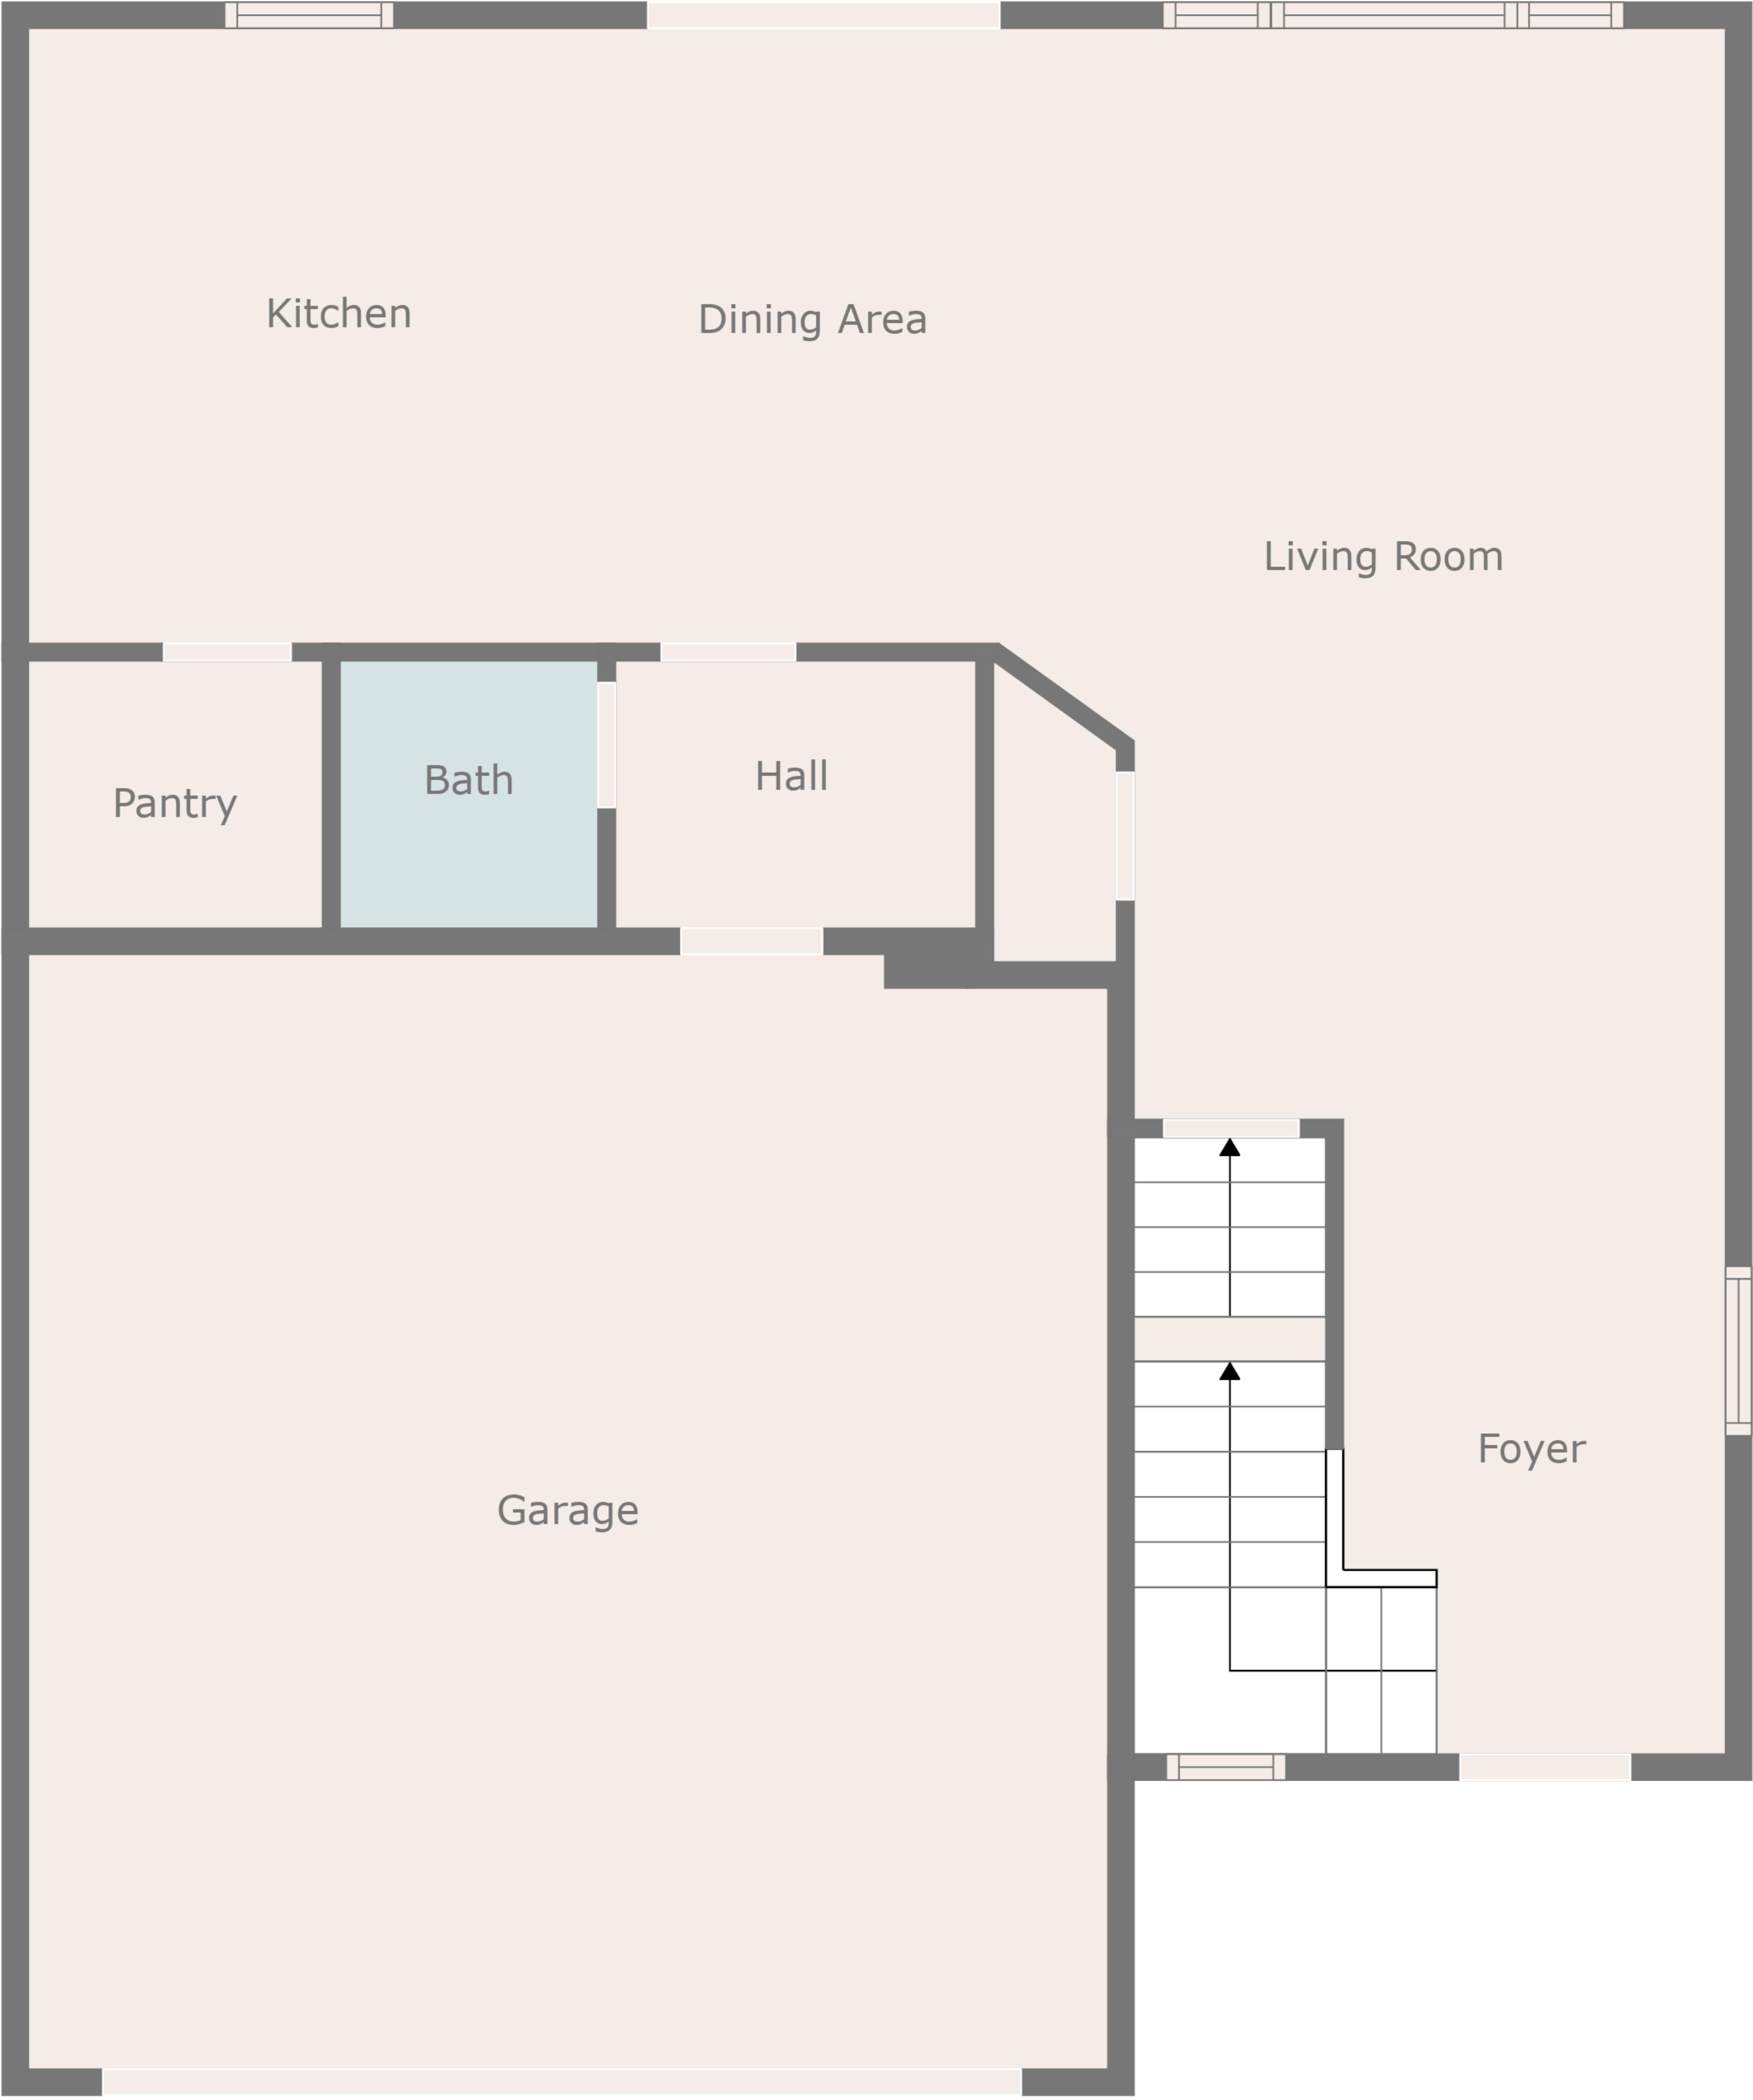 Kitchen
Dining Area
Living Room
Pantry
Bath
Hall
Foyer
Garage